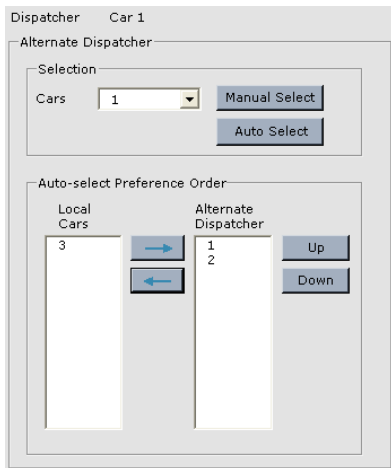 Dispatcher Car 1
Alternate Dispatcher
Selection
Cars 1 Manual Select
Auto Select
Auto-select Preference Order
Local Cars
Alternate Dispatcher
3
1
2
Up
Down